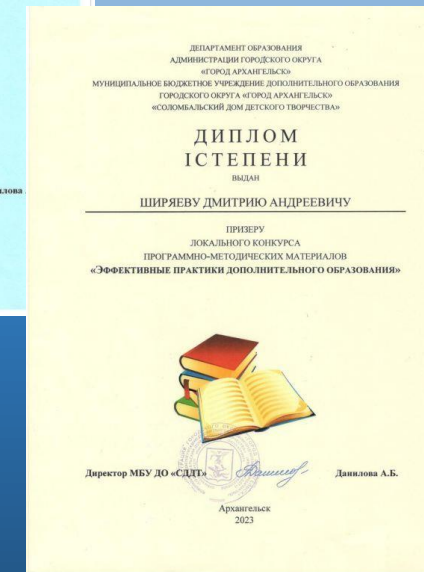 ДЕПАРТАМЕНТ ОБРАЗОВАНИЯ
АДМИНИСТРАЦИИ ГОРОДСКОГО ОКРУГА
«ГОРОД АРХАНГЕЛЬСК»
МУНИЦИПАЛЬНОЕ БЮДЖЕТНОЕ УЧРЕЖДЕНИЕ ДОПОЛНИТЕЛЬНОГО ОБРАЗОВАНИЯ
ГОРОДСКОГО ОКРУГА «ГОРОД АРХАНГЕЛЬСК»
«СОЛОМБАЛЬСКИЙ ДОМ ДЕТСКОГО ТВОРЧЕСТВА»
ДИПЛОМ
IСТЕПЕНИ
ВЫДАН
ШИРЯЕВУ ДМИТРИЮ АНДРЕЕВИЧУ
ПРИЗЕРУ
ЛОКАЛЬНОГО КОНКУРСА
ПРОГРАММНО-МЕТОДИЧЕСКИХ МАТЕРИАЛОВ
«ЭФФЕКТИВНЫЕ ПРАКТИКИ ДОПОЛНИТЕЛЬНОГО ОБРАЗОВАНИЯ»
Директор МБУ ДО «СДДТ» Данилова А.Б.
Архангельск
2023